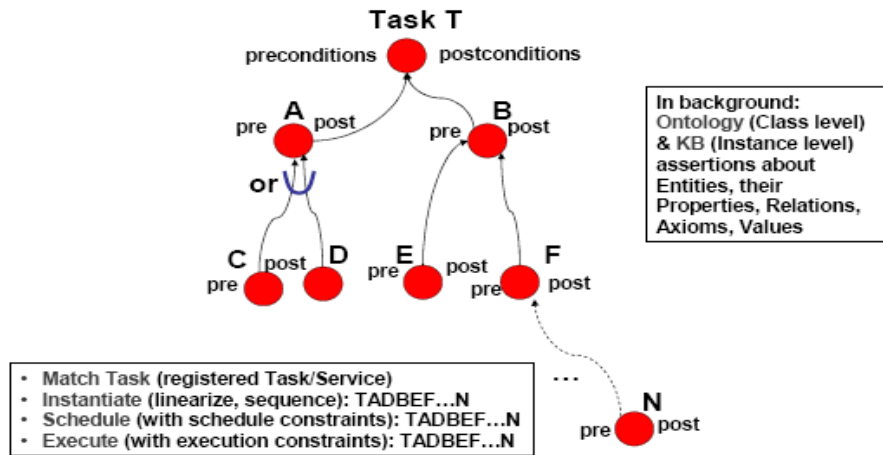 Task T
preconditions postconditions
A B
pre post pre post
or
C post D E post F
pre pre pre post
In background:
Ontology (Class level)
& KB (Instance level)
assertions about
Entities, their
Properties, Relations,
Axioms, Values
...
N
pre post
• Match Task (registered Task/Service)
• Instantiate (linearize, sequence): TADBEF...N
• Schedule (with schedule constraints): TADBEF...N
• Execute (with execution constraints): TADBEF...N